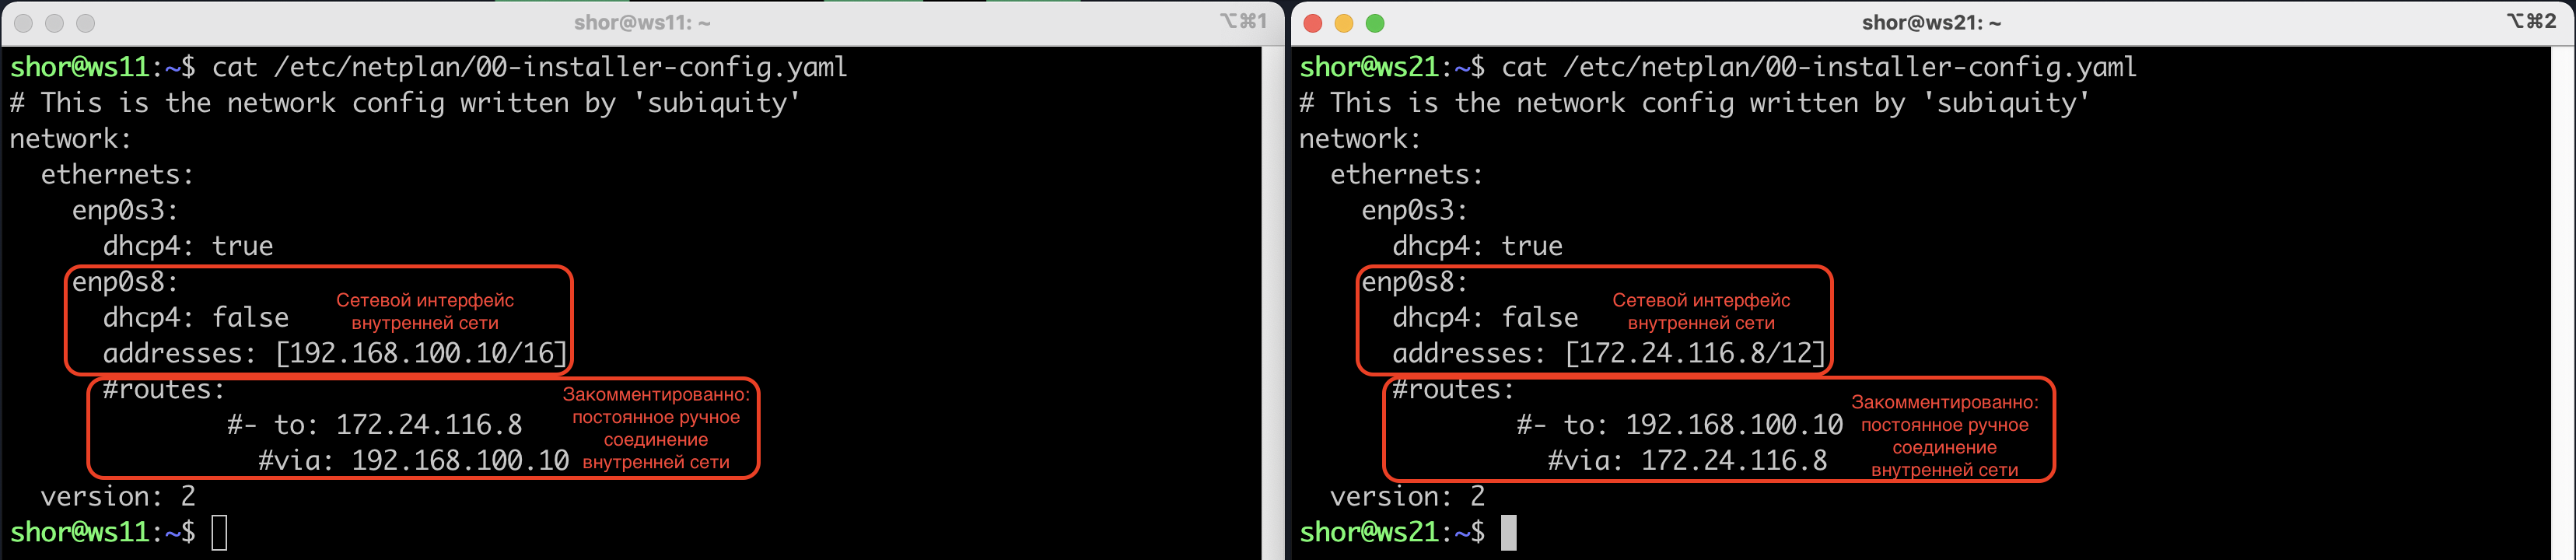 shor@ws11: ~
⌥⌘1
shor@ws11:~$ cat /etc/netplan/00-installer-config.yaml
# This is the network config written by 'subiquity'
network:
  ethernets:
    enp0s3:
      dhcp4: true
    enp0s8:
      dhcp4: false
      addresses: [192.168.100.10/16]
Сетевой интерфейс
внутренней сети
      #routes:
              #- to: 172.24.116.8
                #via: 192.168.100.10
Закомментированно:
постоянное ручное
соединение
внутренней сети
  version: 2
shor@ws11:~$
shor@ws21: ~
⌥⌘2
shor@ws21:~$ cat /etc/netplan/00-installer-config.yaml
# This is the network config written by 'subiquity'
network:
  ethernets:
    enp0s3:
      dhcp4: true
    enp0s8:
      dhcp4: false
      addresses: [172.24.116.8/12]
Сетевой интерфейс
внутренней сети
      #routes:
              #- to: 192.168.100.10
                #via: 172.24.116.8
Закомментированно:
постоянное ручное
соединение
внутренней сети
  version: 2
shor@ws21:~$